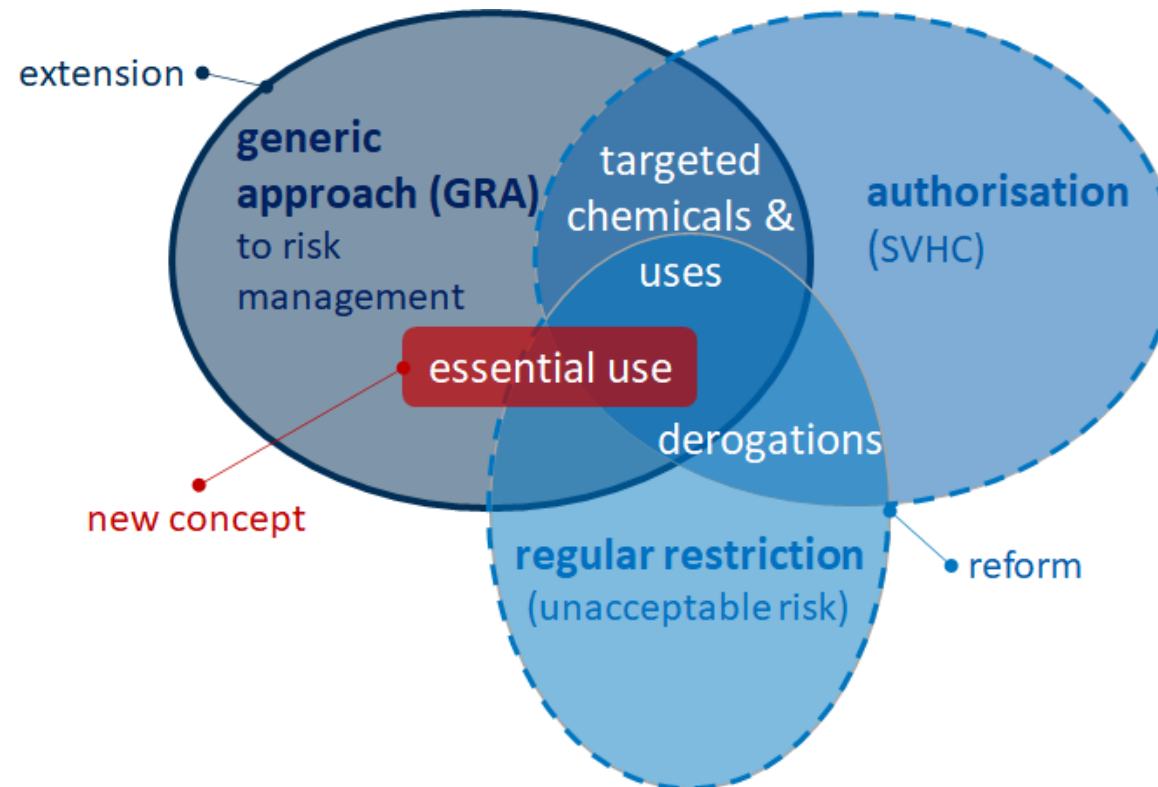 extension
generic
approach (GRA)
to risk
management
targeted
chemicals &
uses
authorisation
(SVHC)
essential use
derogations
new concept
regular restriction
(unacceptable risk)
reform